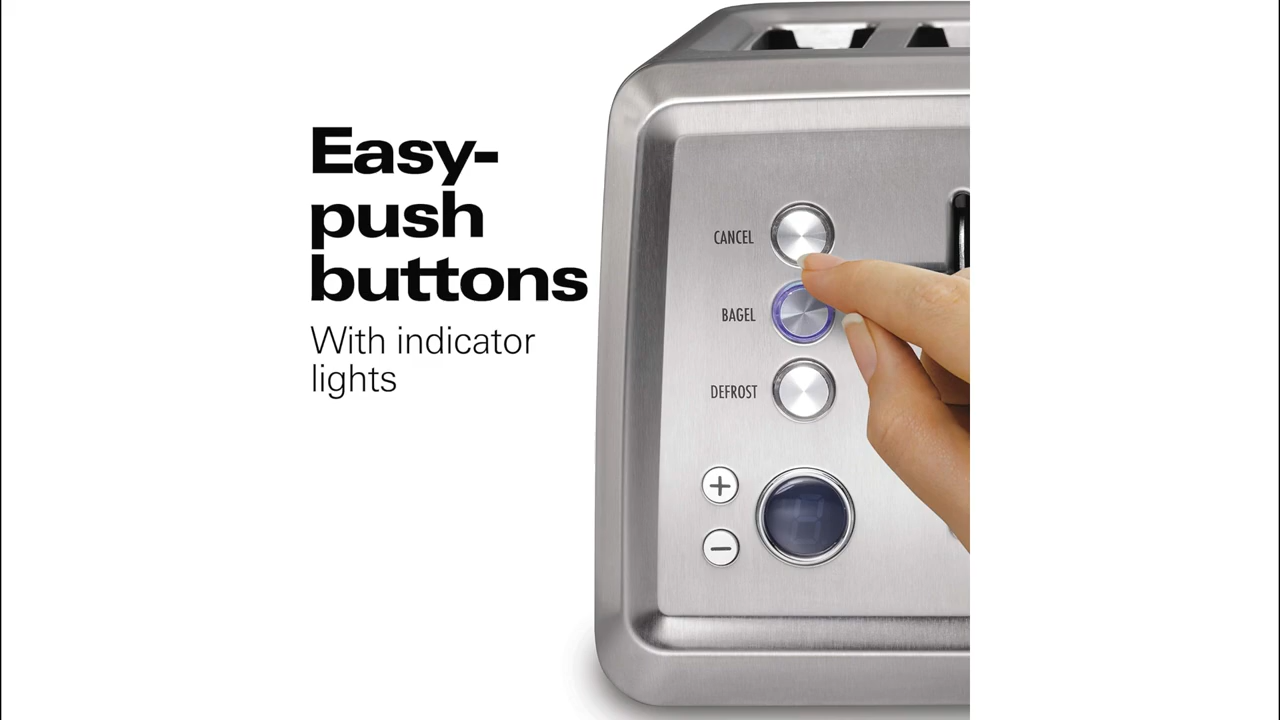 Easy-
push
buttons
With indicator
lights
CANCEL
BAGEL
DEFROST
+
−